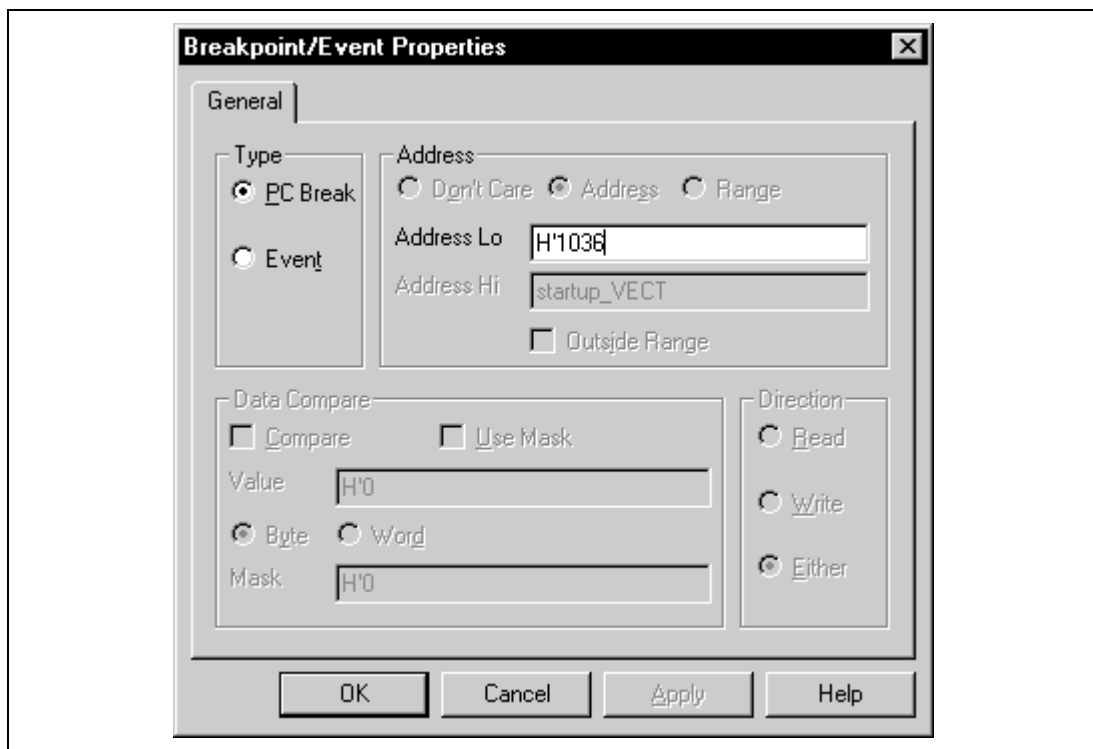 Breakpoint/Event Properties
General
Type
PC Break
Event
Address
Don't Care Address Range
Address Lo H'1036
Address Hi startup_VECT
Outside Range
Data Compare
Compare Use Mask
Value H'0
Byte Word
Mask H'0
Direction
Read
Write
Either
OK Cancel Apply Help